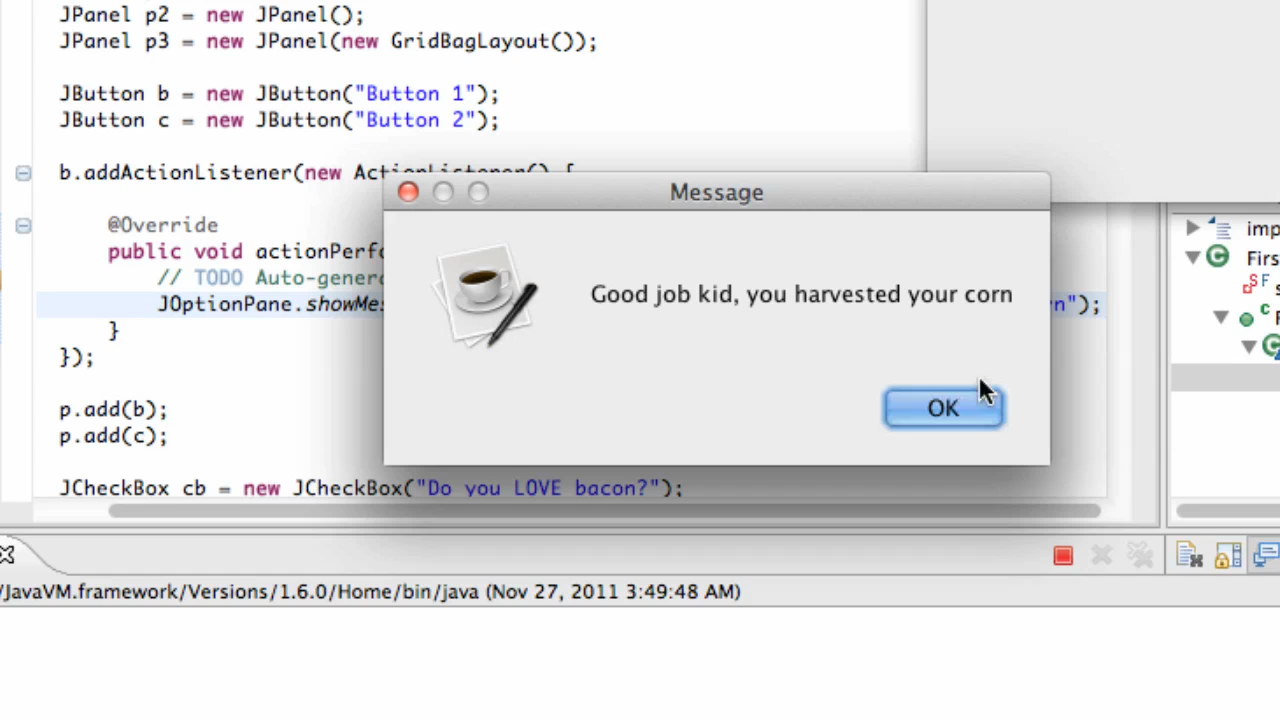 JPanel p2 = new JPanel();
JPanel p3 = new JPanel(new GridBagLayout());
JButton b = new JButton("Button 1");
JButton c = new JButton("Button 2");
b.addActionListener(new ActionListener() {
@Override
public void actionPerfo
// TODO Auto-genera
JOptionPane.showMes n");
}
});
p.add(b);
p.add(c);
JCheckBox cb = new JCheckBox("Do you LOVE bacon?");
Message
Good job kid, you harvested your corn
OK
imp
Firs
/JavaVM.framework/Versions/1.6.0/Home/bin/java (Nov 27, 2011 3:49:48 AM)